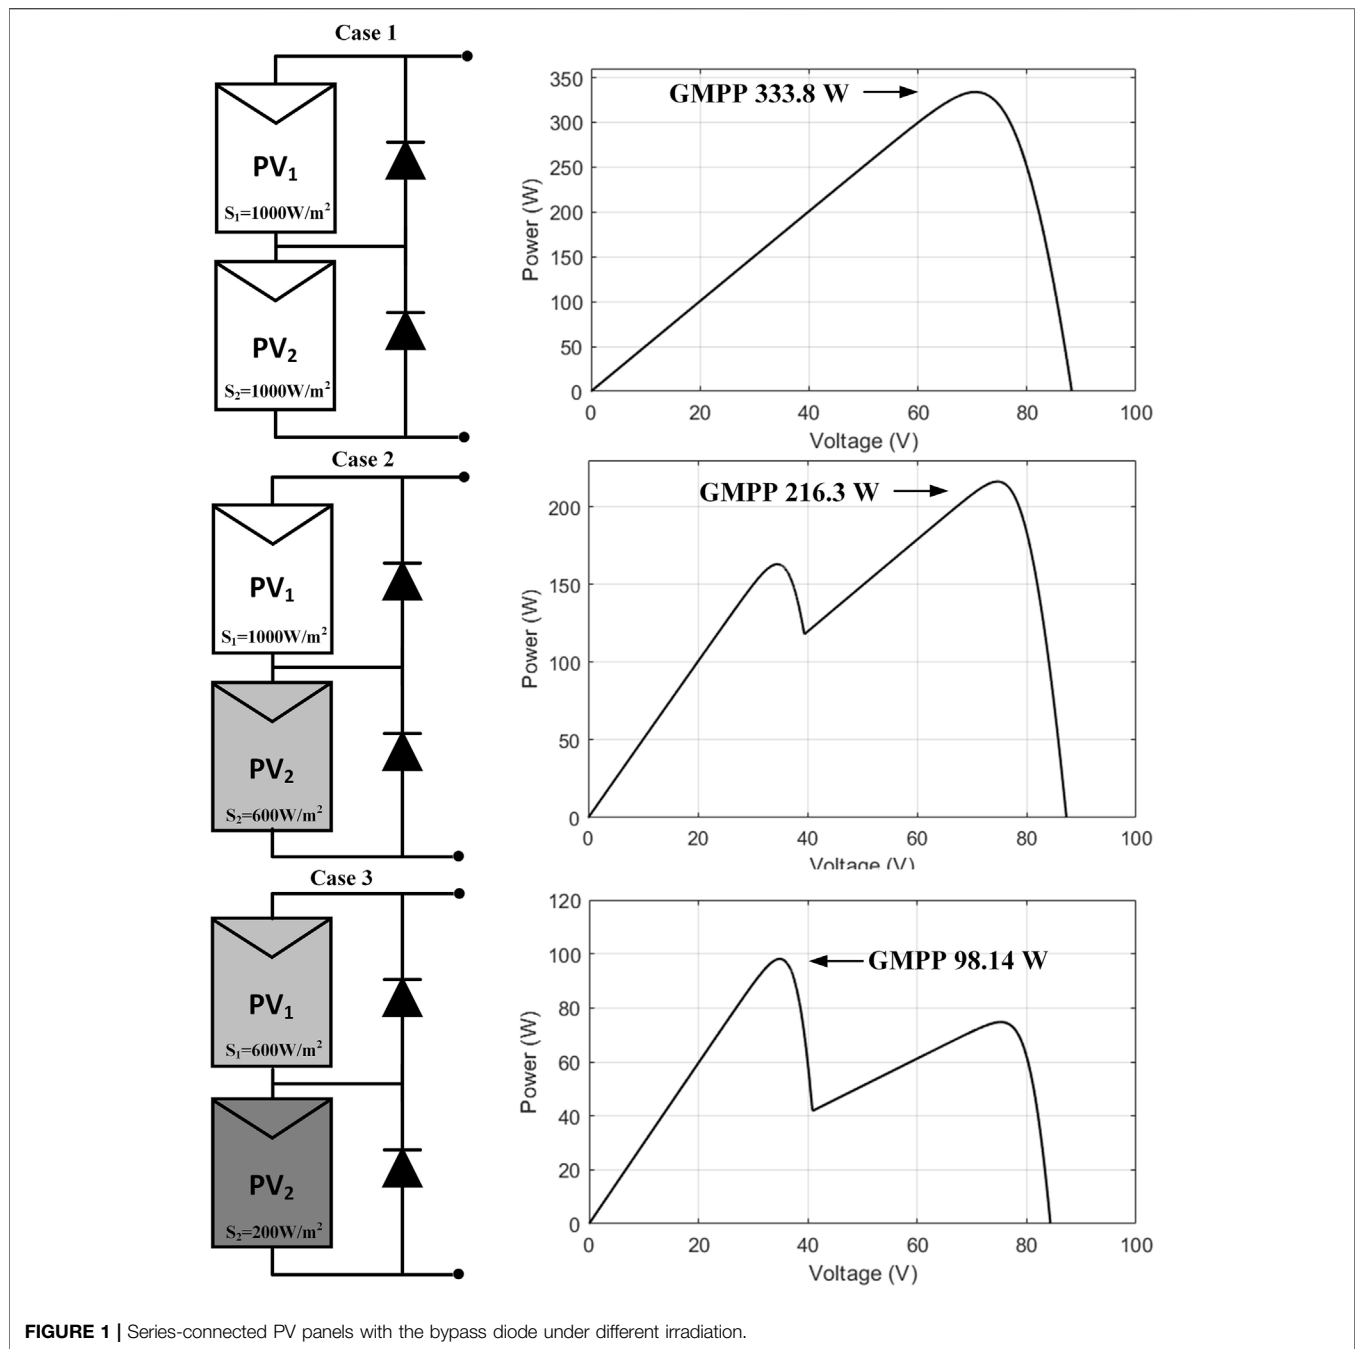 Case 1
PV1
S1=1000W/m2
PV2
S2=1000W/m2
GMPP 333.8 W
Power (W)
350
300
250
200
150
100
50
0
0 20 40 60 80 100
Voltage (V)
Case 2
PV1
S1=1000W/m2
PV2
S2=600W/m2
GMPP 216.3 W
Power (W)
200
150
100
50
0
0 20 40 60 80 100
Voltage (V)
Case 3
PV1
S1=600W/m2
PV2
S2=200W/m2
GMPP 98.14 W
Power (W)
120
100
80
60
40
20
0
0 20 40 60 80 100
Voltage (V)
FIGURE 1 | Series-connected PV panels with the bypass diode under different irradiation.